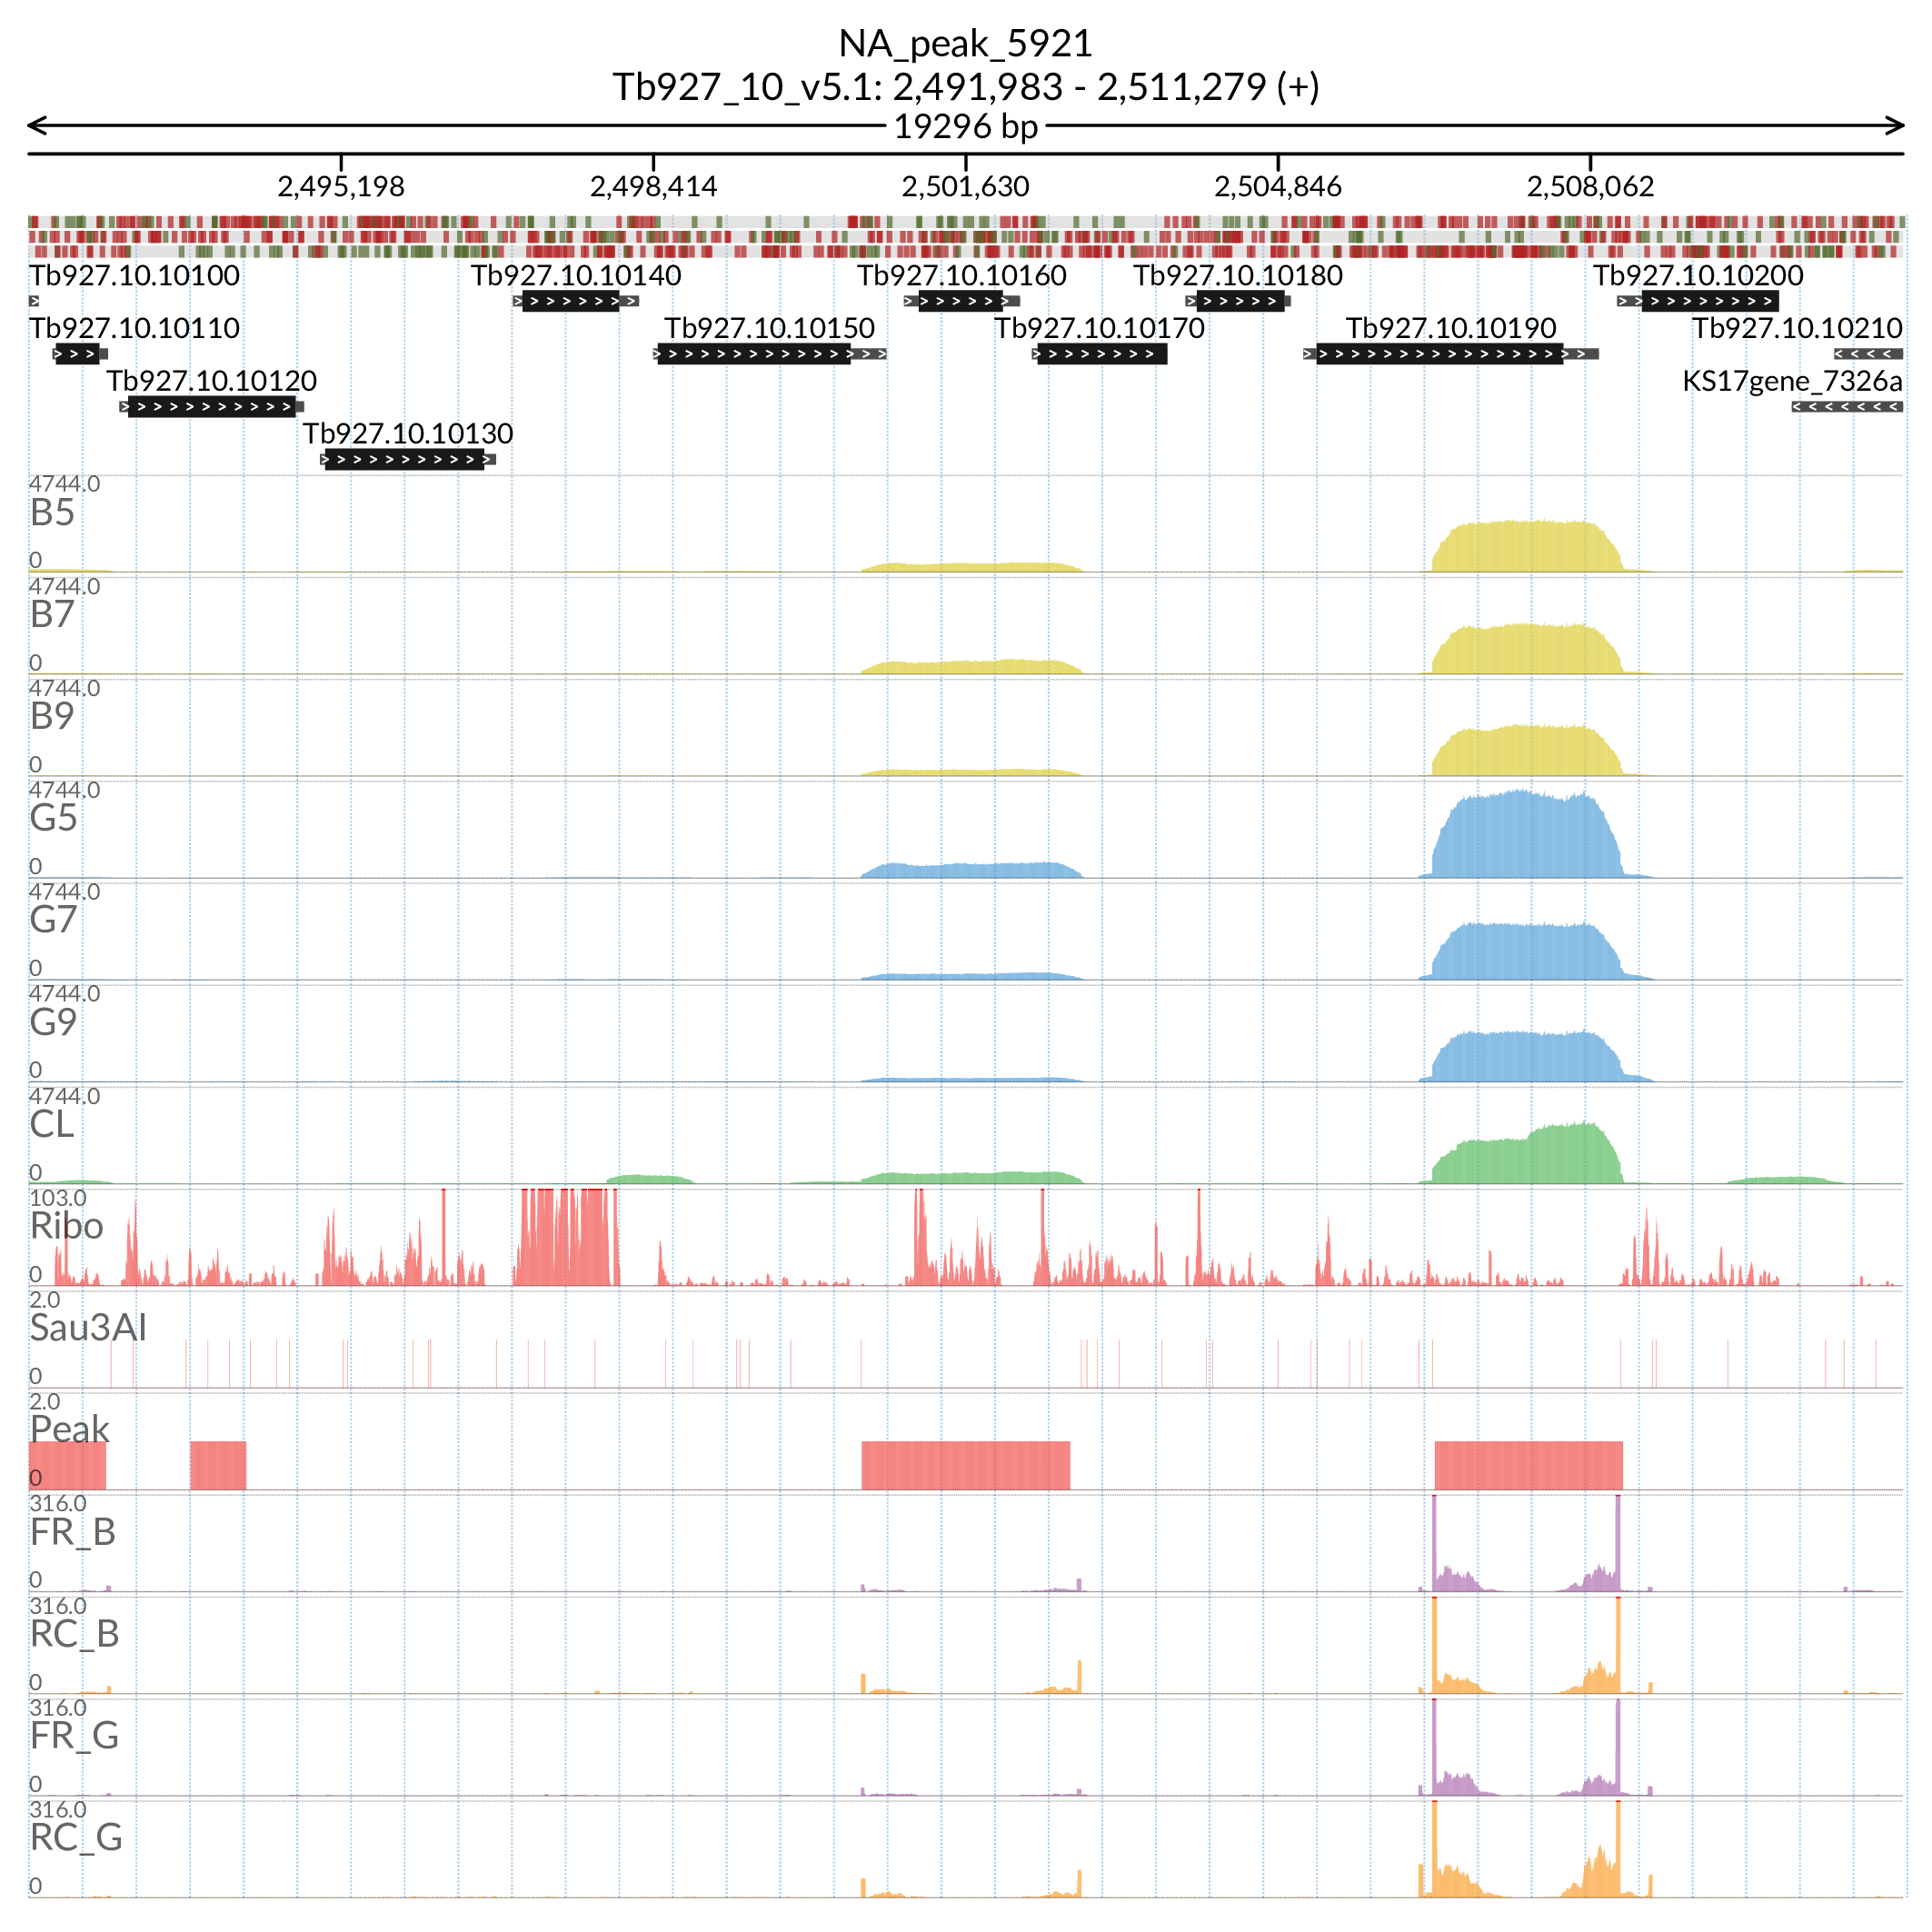 NA_peak_5921
Tb927_10_v5.1: 2,491,983 - 2,511,279 (+)
19296 bp
2,495,198 2,498,414 2,501,630 2,504,846 2,508,062
Tb927.10.10100 Tb927.10.10140 Tb927.10.10160 Tb927.10.10180 Tb927.10.10200
Tb927.10.10110 Tb927.10.10150 Tb927.10.10170 Tb927.10.10190 Tb927.10.10210
Tb927.10.10120 KS17gene_7326a
Tb927.10.10130
4744.0
B5
0
4744.0
B7
0
4744.0
B9
0
4744.0
G5
0
4744.0
G7
0
4744.0
G9
0
4744.0
CL
0
103.0
Ribo
0
2.0
Sau3AI
0
2.0
Peak
0
316.0
FR_B
0
316.0
RC_B
0
316.0
FR_G
0
316.0
RC_G
0